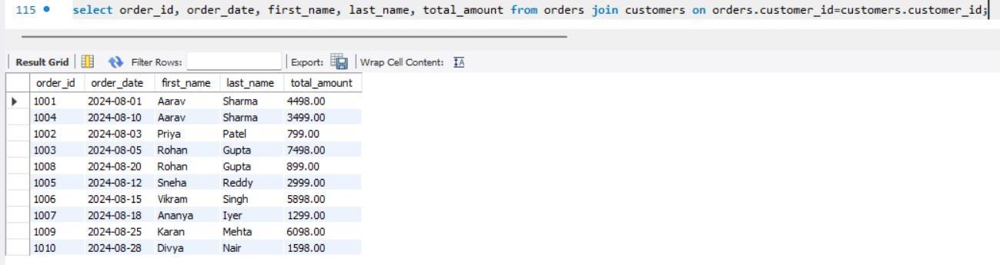 115 select order_id, order_date, first_name, last_name, total_amount from orders join customers on orders.customer_id=customers.customer_id;
Result Grid Filter Rows: Export: Wrap Cell Content: IA
order_id order_date first_name last_name total_amount
1001 2024-08-01 Aarav Sharma 4498.00
1004 2024-08-10 Aarav Sharma 3499.00
1002 2024-08-03 Priya Patel 799.00
1003 2024-08-05 Rohan Gupta 7498.00
1008 2024-08-20 Rohan Gupta 899.00
1005 2024-08-12 Sneha Reddy 2999.00
1006 2024-08-15 Vikram Singh 5898.00
1007 2024-08-18 Ananya Iyer 1299.00
1009 2024-08-25 Karan Mehta 6098.00
1010 2024-08-28 Divya Nair 1598.00